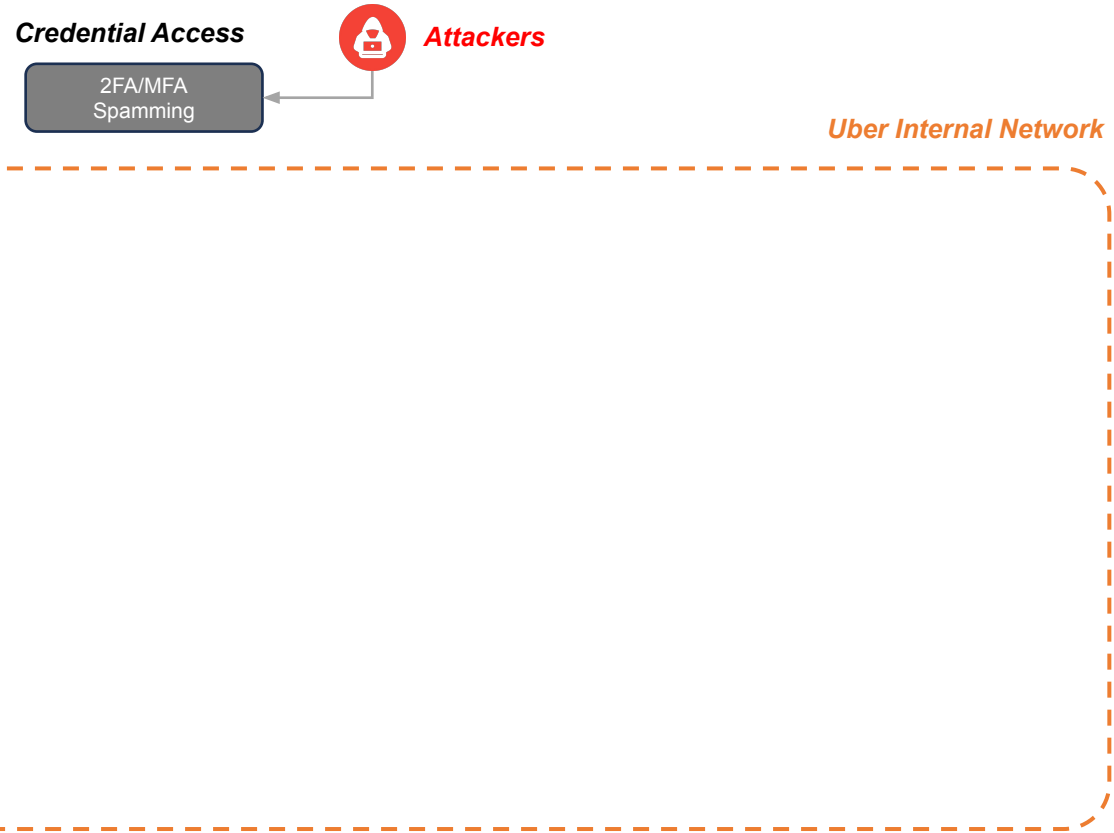 Credential Access
Attackers
2FA/MFA
Spamming
Uber Internal Network